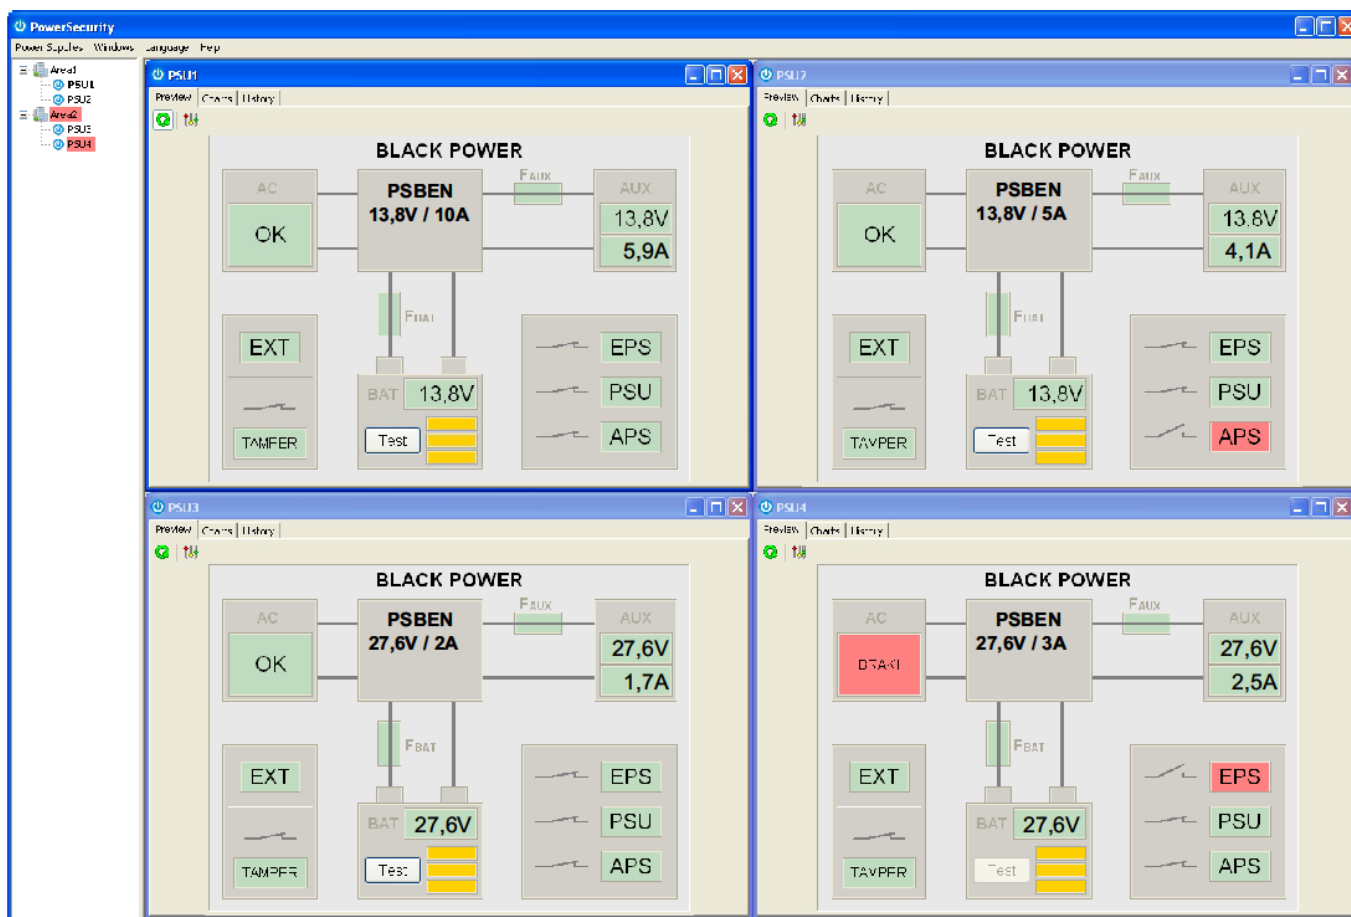 PowerSecurity
Power Supplies Windows Language Help
Area1
PSU1
PSU2
Area2
PSU3
PSU4
PSU1
Preview Charts History
BLACK POWER
AC
OK
PSBEN
13,8V / 10A
FAUX
AUX
13,8V
5,9A
FBAT
EXT
TAMPER
BAT 13,8V
Test
EPS
PSU
APS
PSU2
Preview Charts History
BLACK POWER
AC
OK
PSBEN
13,8V / 5A
FAUX
AUX
13,8V
4,1A
FBAT
EXT
TAMPER
BAT 13,8V
Test
EPS
PSU
APS
PSU3
Preview Charts History
BLACK POWER
AC
OK
PSBEN
27,6V / 2A
FAUX
AUX
27,6V
1,7A
FBAT
EXT
TAMPER
BAT 27,6V
Test
EPS
PSU
APS
PSU4
Preview Charts History
BLACK POWER
AC
PSBEN
27,6V / 3A
FAUX
AUX
27,6V
2,5A
FBAT
EXT
TAMPER
BAT 27,6V
Test
EPS
PSU
APS